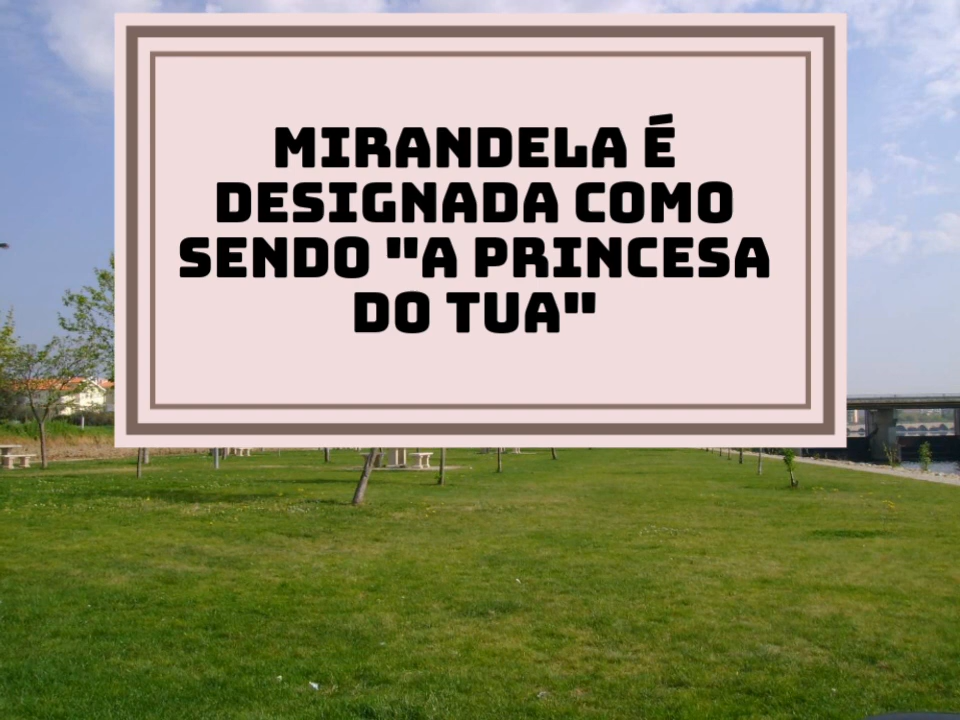 MIRANDELA É
DESIGNADA COMO
SENDO "A PRINCESA
DO TUA"